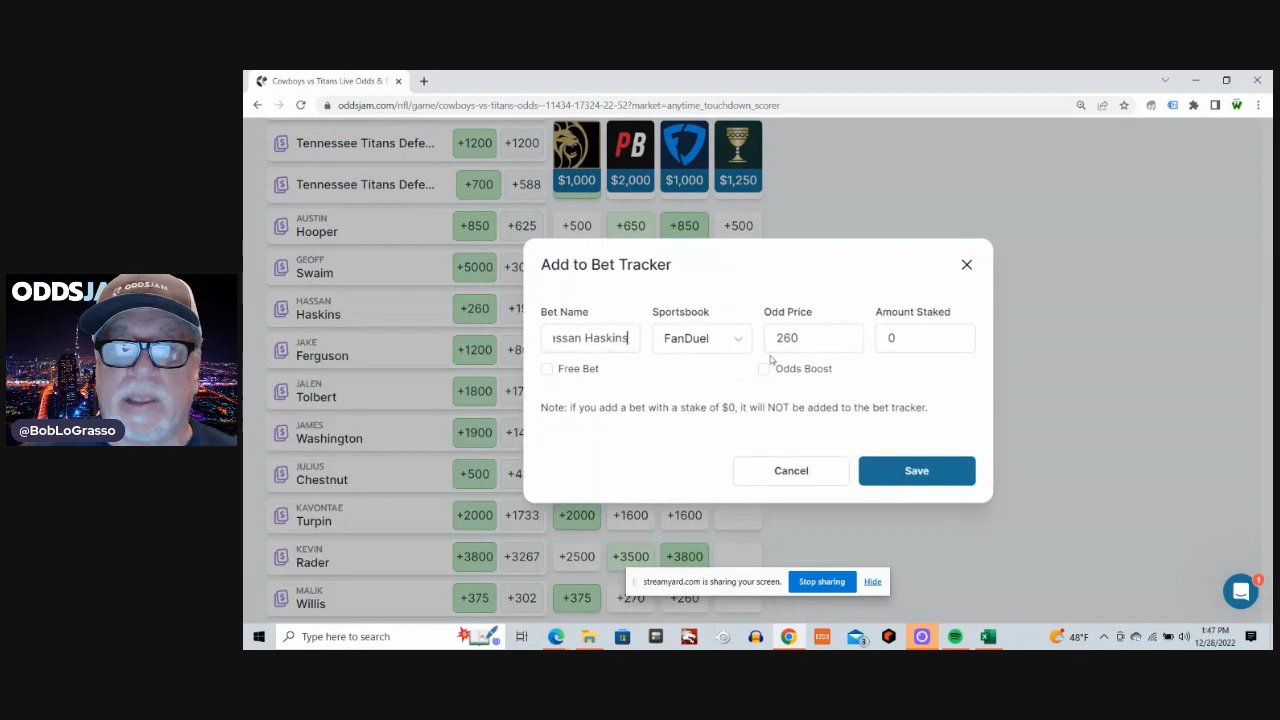 Cowboys vs Titans Live Odds &
oddsjam.com/nfl/game/cowboys-vs-titans-odds--11434-17324-22-52?market=anytime_touchdown_scorer
Tennessee Titans Defe... +1200 +1200
PB
$1,000 $2,000 $1,000 $1,250
Tennessee Titans Defe... +700 +588
AUSTIN
Hooper +850 +625 +500 +650 +850 +500
GEOFF
Swaim +5000
HASSAN
Haskins +260
JAKE
Ferguson +1200
JALEN
Tolbert +1800
JAMES
Washington +1900
JULIUS
Chestnut +500
KAVONTAE
Turpin +2000 +1733 +2000 +1600 +1600
KEVIN
Rader +3800 +3267 +2500 +3500 +3800
MALIK
Willis +375 +302 +375 +270 +260
Add to Bet Tracker
Bet Name Sportsbook Odd Price Amount Staked
assan Haskins FanDuel 260 0
Free Bet Odds Boost
Note: if you add a bet with a stake of $0, it will NOT be added to the bet tracker.
Cancel Save
streamyard.com is sharing your screen. Stop sharing Hide
1
ODDSJA
ODDSJAM
@BobLoGrasso
Type here to search
EZ03
3
48°F
1:47 PM
12/28/2022